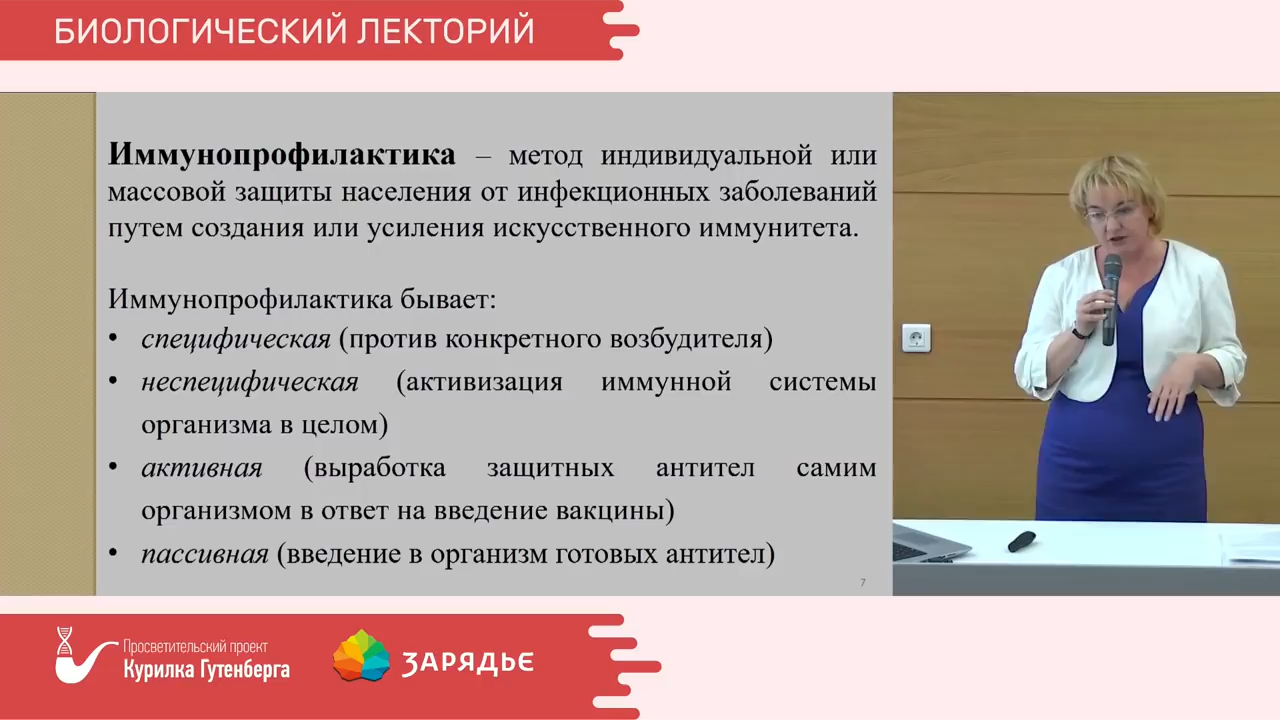 БИОЛОГИЧЕСКИЙ ЛЕКТОРИЙ
Иммунопрофилактика – метод индивидуальной или
массовой защиты населения от инфекционных заболеваний
путем создания или усиления искусственного иммунитета.
Иммунопрофилактика бывает:
• специфическая (против конкретного возбудителя)
• неспецифическая (активизация иммунной системы
организма в целом)
• активная (выработка защитных антител самим
организмом в ответ на введение вакцины)
• пассивная (введение в организм готовых антител)
7
Просветительский проект
Курилка Гутенберга
ЗАРЯДЬЕ